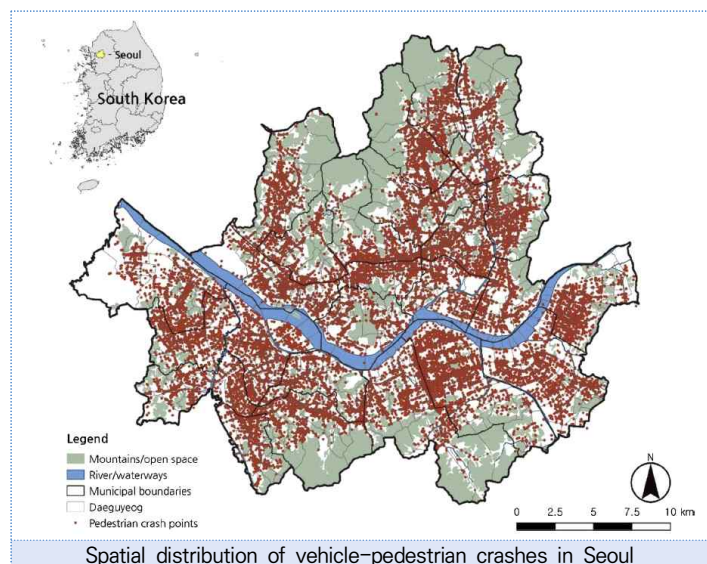 Seoul
South Korea
Legend
Mountains/open space
River/waterways
Municipal boundaries
Daeguyeog
Pedestrian crash points
N
0 2.5 5 7.5 10 km
Spatial distribution of vehicle-pedestrian crashes in Seoul